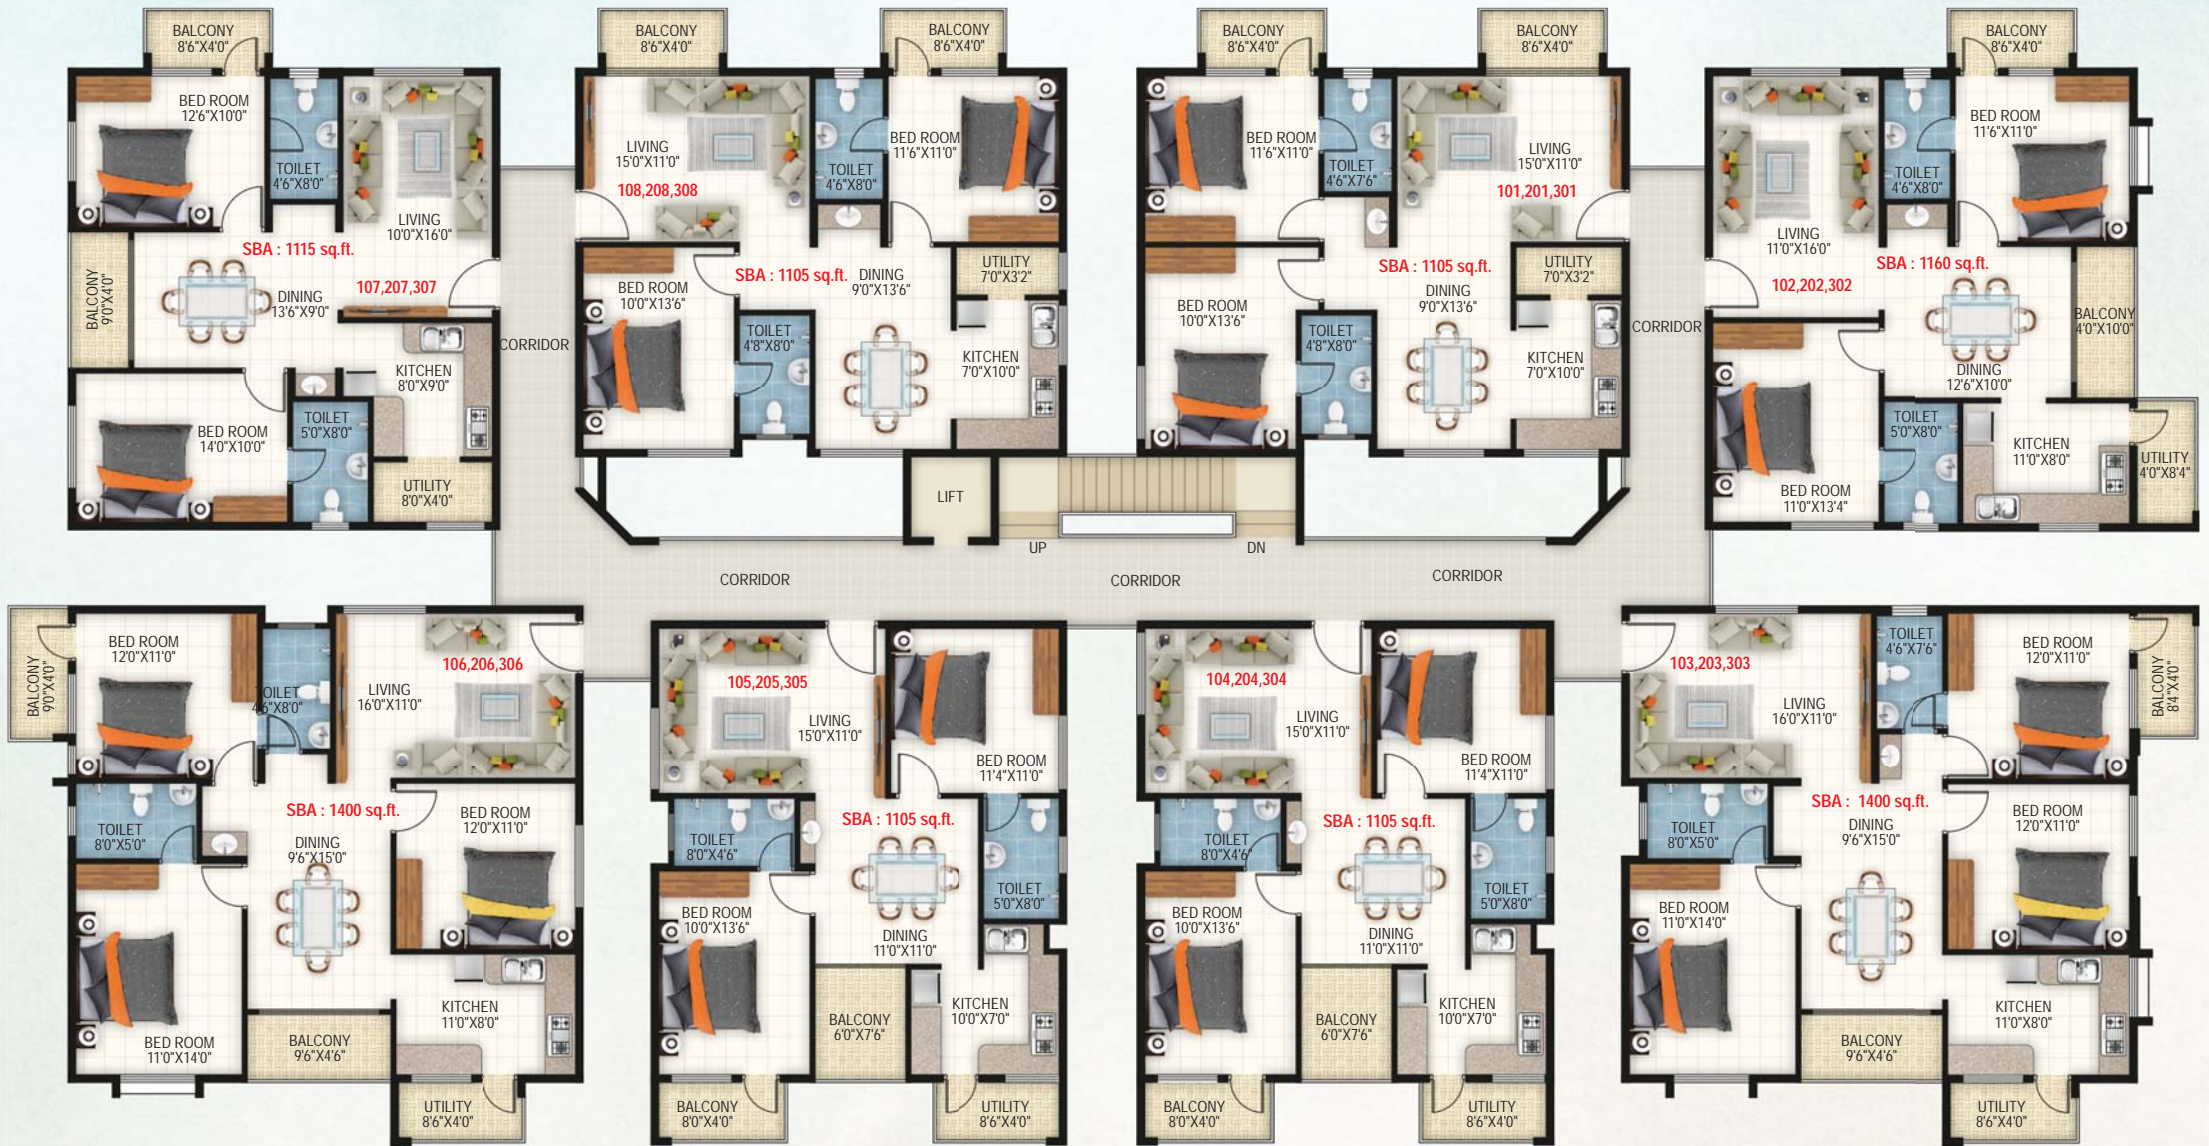 BALCONY
8'6"X4'0"
BED ROOM
12'6"X10'0"
TOILET
4'6"X8'0"
LIVING
10'0"X16'0"
SBA : 1115 sq.ft.
107,207,307
BALCONY
9'0"X4'0"
DINING
13'6"X9'0"
KITCHEN
8'0"X9'0"
BED ROOM
14'0"X10'0"
TOILET
5'0"X8'0"
UTILITY
8'0"X4'0"
CORRIDOR
BALCONY
8'6"X4'0"
BALCONY
8'6"X4'0"
LIVING
15'0"X11'0"
108,208,308
TOILET
4'6"X8'0"
BED ROOM
11'6"X11'0"
SBA : 1105 sq.ft.
BED ROOM
10'0"X13'6"
DINING
9'0"X13'6"
UTILITY
7'0"X3'2"
TOILET
4'8"X8'0"
KITCHEN
7'0"X10'0"
BALCONY
8'6"X4'0"
BALCONY
8'6"X4'0"
BED ROOM
11'6"X11'0"
TOILET
4'6"X7'6"
LIVING
15'0"X11'0"
101,201,301
SBA : 1105 sq.ft.
UTILITY
7'0"X3'2"
BED ROOM
10'0"X13'6"
DINING
9'0"X13'6"
TOILET
4'8"X8'0"
KITCHEN
7'0"X10'0"
CORRIDOR
BALCONY
8'6"X4'0"
BED ROOM
11'6"X11'0"
TOILET
4'6"X8'0"
LIVING
11'0"X16'0"
SBA : 1160 sq.ft.
102,202,302
BALCONY
4'0"X10'0"
DINING
12'6"X10'0"
TOILET
5'0"X8'0"
KITCHEN
11'0"X8'0"
UTILITY
4'0"X8'4"
BED ROOM
11'0"X13'4"
LIFT
UP
DN
CORRIDOR
CORRIDOR
CORRIDOR
BALCONY
9'0"X4'0"
BED ROOM
12'0"X11'0"
TOILET
4'6"X8'0"
LIVING
16'0"X11'0"
106,206,306
SBA : 1400 sq.ft.
TOILET
8'0"X5'0"
DINING
9'6"X15'0"
BED ROOM
12'0"X11'0"
BED ROOM
11'0"X14'0"
BALCONY
9'6"X4'6"
KITCHEN
11'0"X8'0"
UTILITY
8'6"X4'0"
105,205,305
LIVING
15'0"X11'0"
BED ROOM
11'4"X11'0"
SBA : 1105 sq.ft.
TOILET
8'0"X4'6"
TOILET
5'0"X8'0"
BED ROOM
10'0"X13'6"
DINING
11'0"X11'0"
BALCONY
6'0"X7'6"
KITCHEN
10'0"X7'0"
BALCONY
8'0"X4'0"
UTILITY
8'6"X4'0"
104,204,304
LIVING
15'0"X11'0"
BED ROOM
11'4"X11'0"
SBA : 1105 sq.ft.
TOILET
8'0"X4'6"
TOILET
5'0"X8'0"
BED ROOM
10'0"X13'6"
DINING
11'0"X11'0"
BALCONY
6'0"X7'6"
KITCHEN
10'0"X7'0"
BALCONY
8'0"X4'0"
UTILITY
8'6"X4'0"
103,203,303
LIVING
16'0"X11'0"
TOILET
4'6"X7'6"
BED ROOM
12'0"X11'0"
BALCONY
8'4"X4'0"
SBA : 1400 sq.ft.
TOILET
8'0"X5'0"
DINING
9'6"X15'0"
BED ROOM
12'0"X11'0"
BED ROOM
11'0"X14'0"
BALCONY
9'6"X4'6"
KITCHEN
11'0"X8'0"
UTILITY
8'6"X4'0"